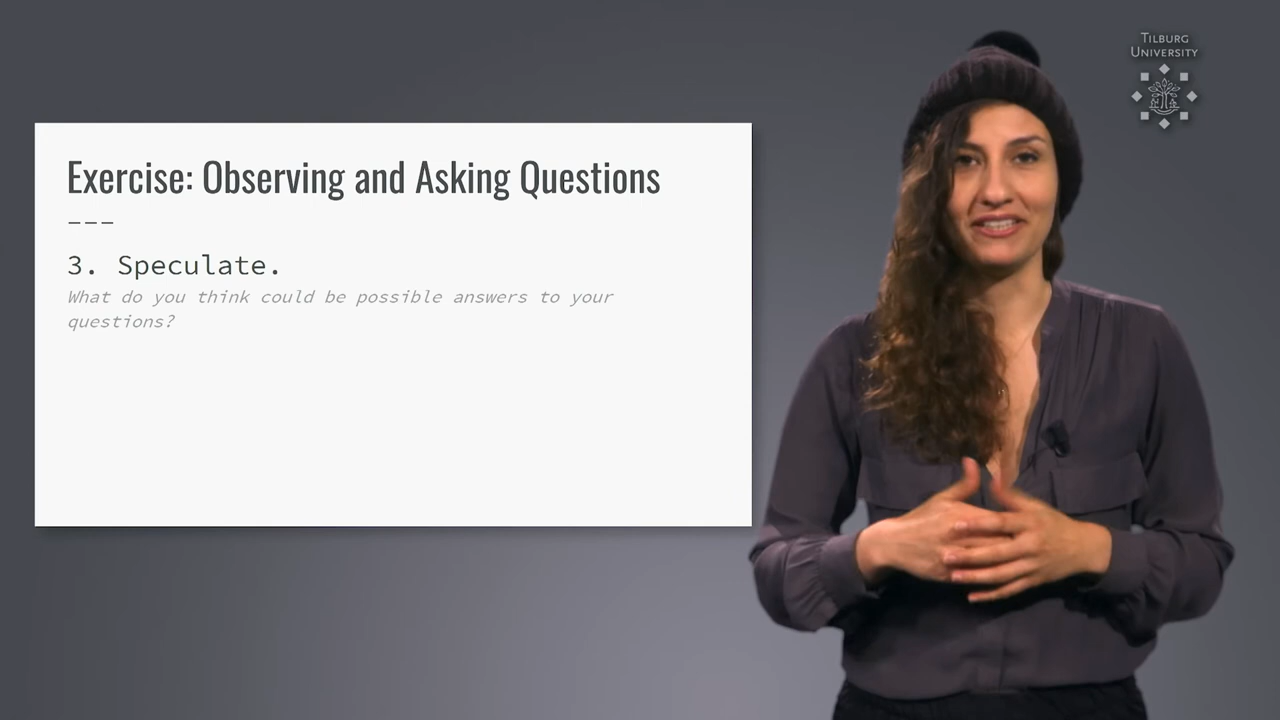 Exercise: Observing and Asking Questions
---
3. Speculate.
What do you think could be possible answers to your
questions?
TILBURG
UNIVERSITY